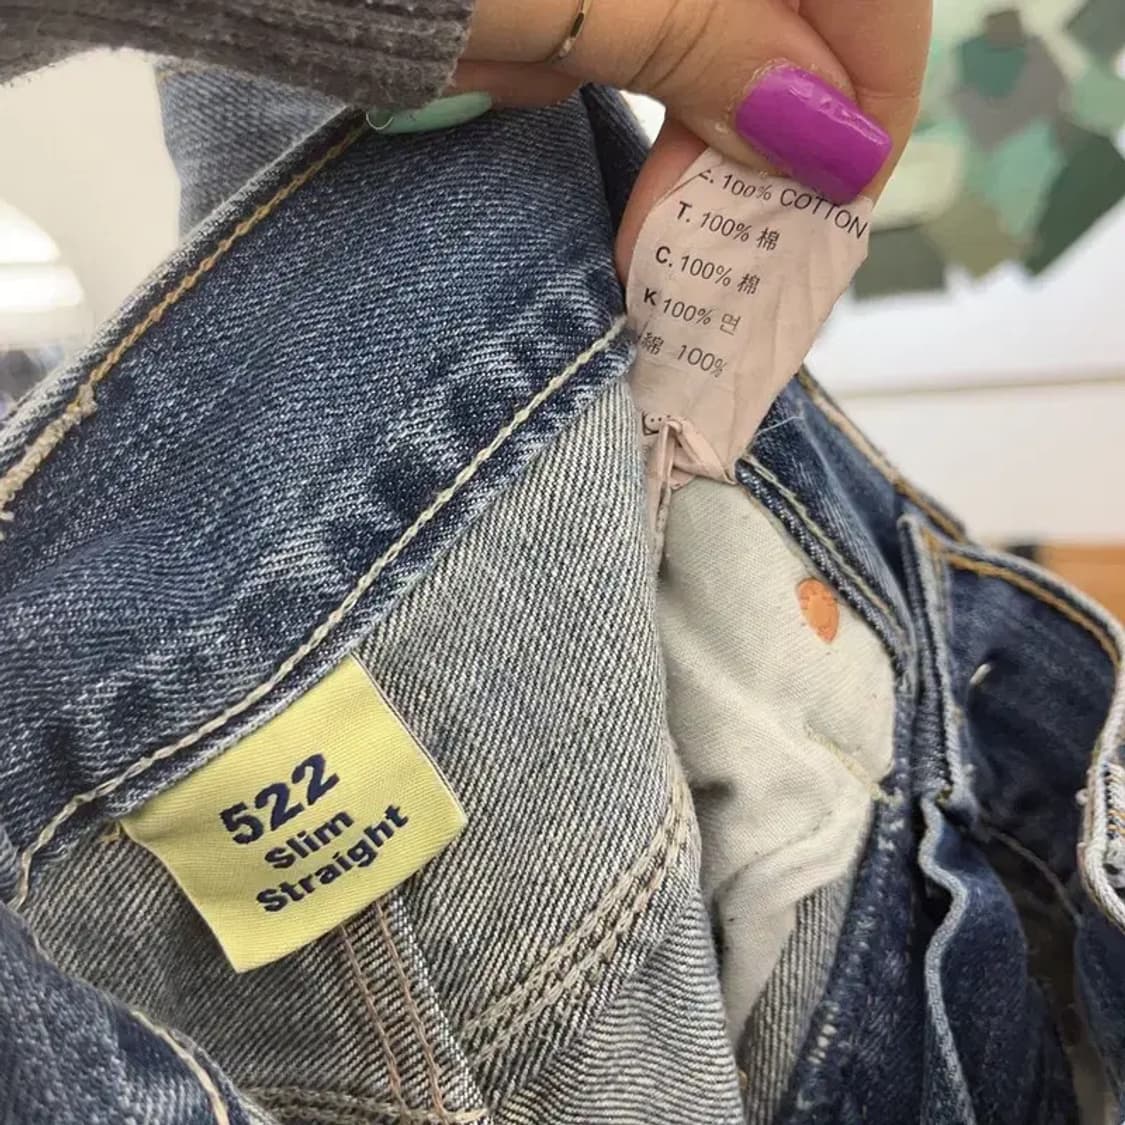 E. 100% COTTON
T. 100% 棉
C. 100% 棉
K 100% 면
綿 100%
522
Slim
Straight